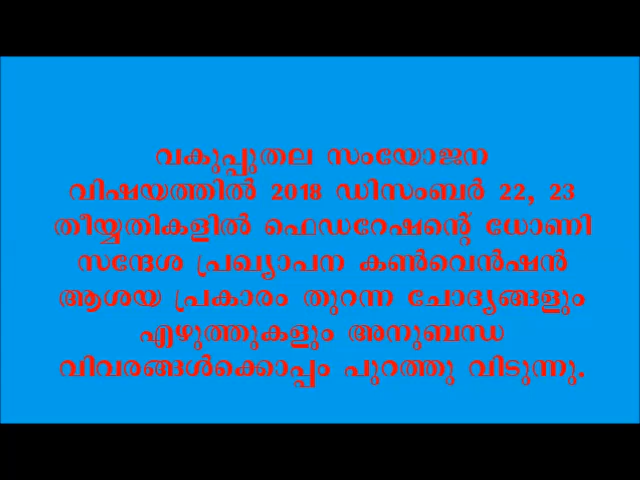 വകുപ്പുതല സംയോജന
വിഷയത്തിൽ 2018 ഡിസംബർ 22, 23
തീയ്യതികളിൽ ഫെഡറേഷന്റെ ധോണി
സന്ദേശ പ്രഖ്യാപന കൺവെൻഷൻ
ആശയ പ്രകാരം തുറന്ന ചോദ്യങ്ങളും
എഴുത്തുകളും അനുബന്ധ
വിവരങ്ങൾക്കൊപ്പം പുറത്തു വിടുന്നു.